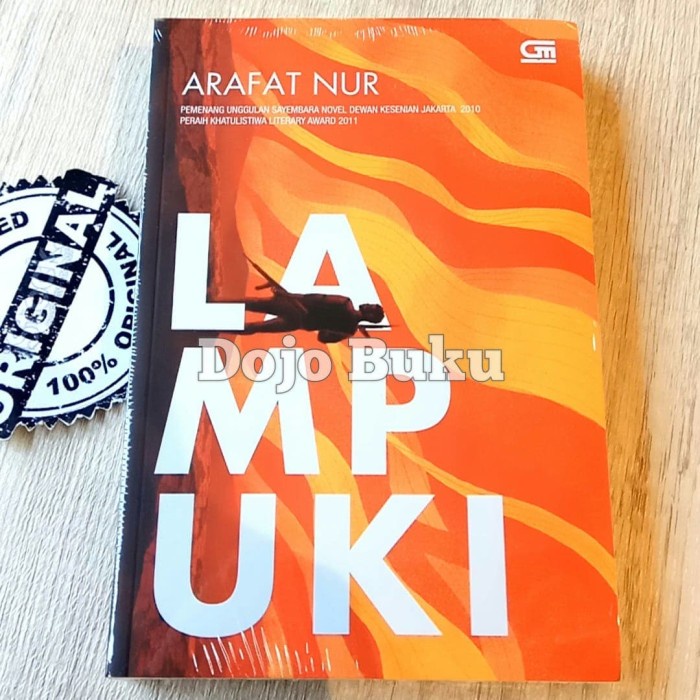 GM
ARAFAT NUR
PEMENANG UNGGULAN SAYEMBARA NOVEL DEWAN KESENIAN JAKARTA 2010
PERAIH KHATULISTIWA LITERARY AWARD 2011
LA
MP
UKI
Dojo Buku
ORIGINAL
100% ORIGINAL